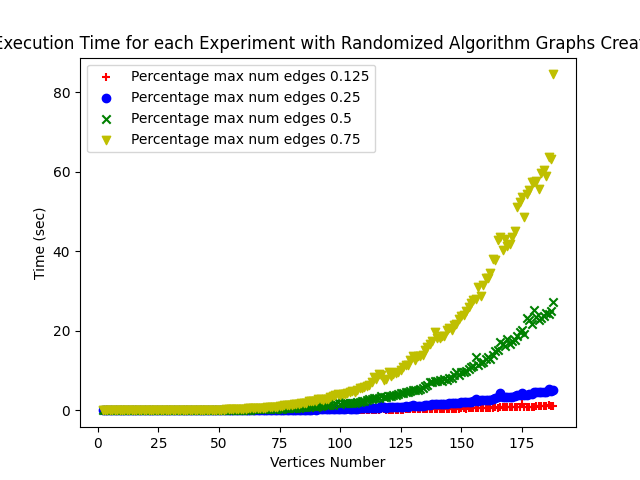 Execution Time for each Experiment with Randomized Algorithm Graphs Crea
Percentage max num edges 0.125
Percentage max num edges 0.25
Percentage max num edges 0.5
Percentage max num edges 0.75
Time (sec)
80
60
40
20
0
0 25 50 75 100 125 150 175
Vertices Number